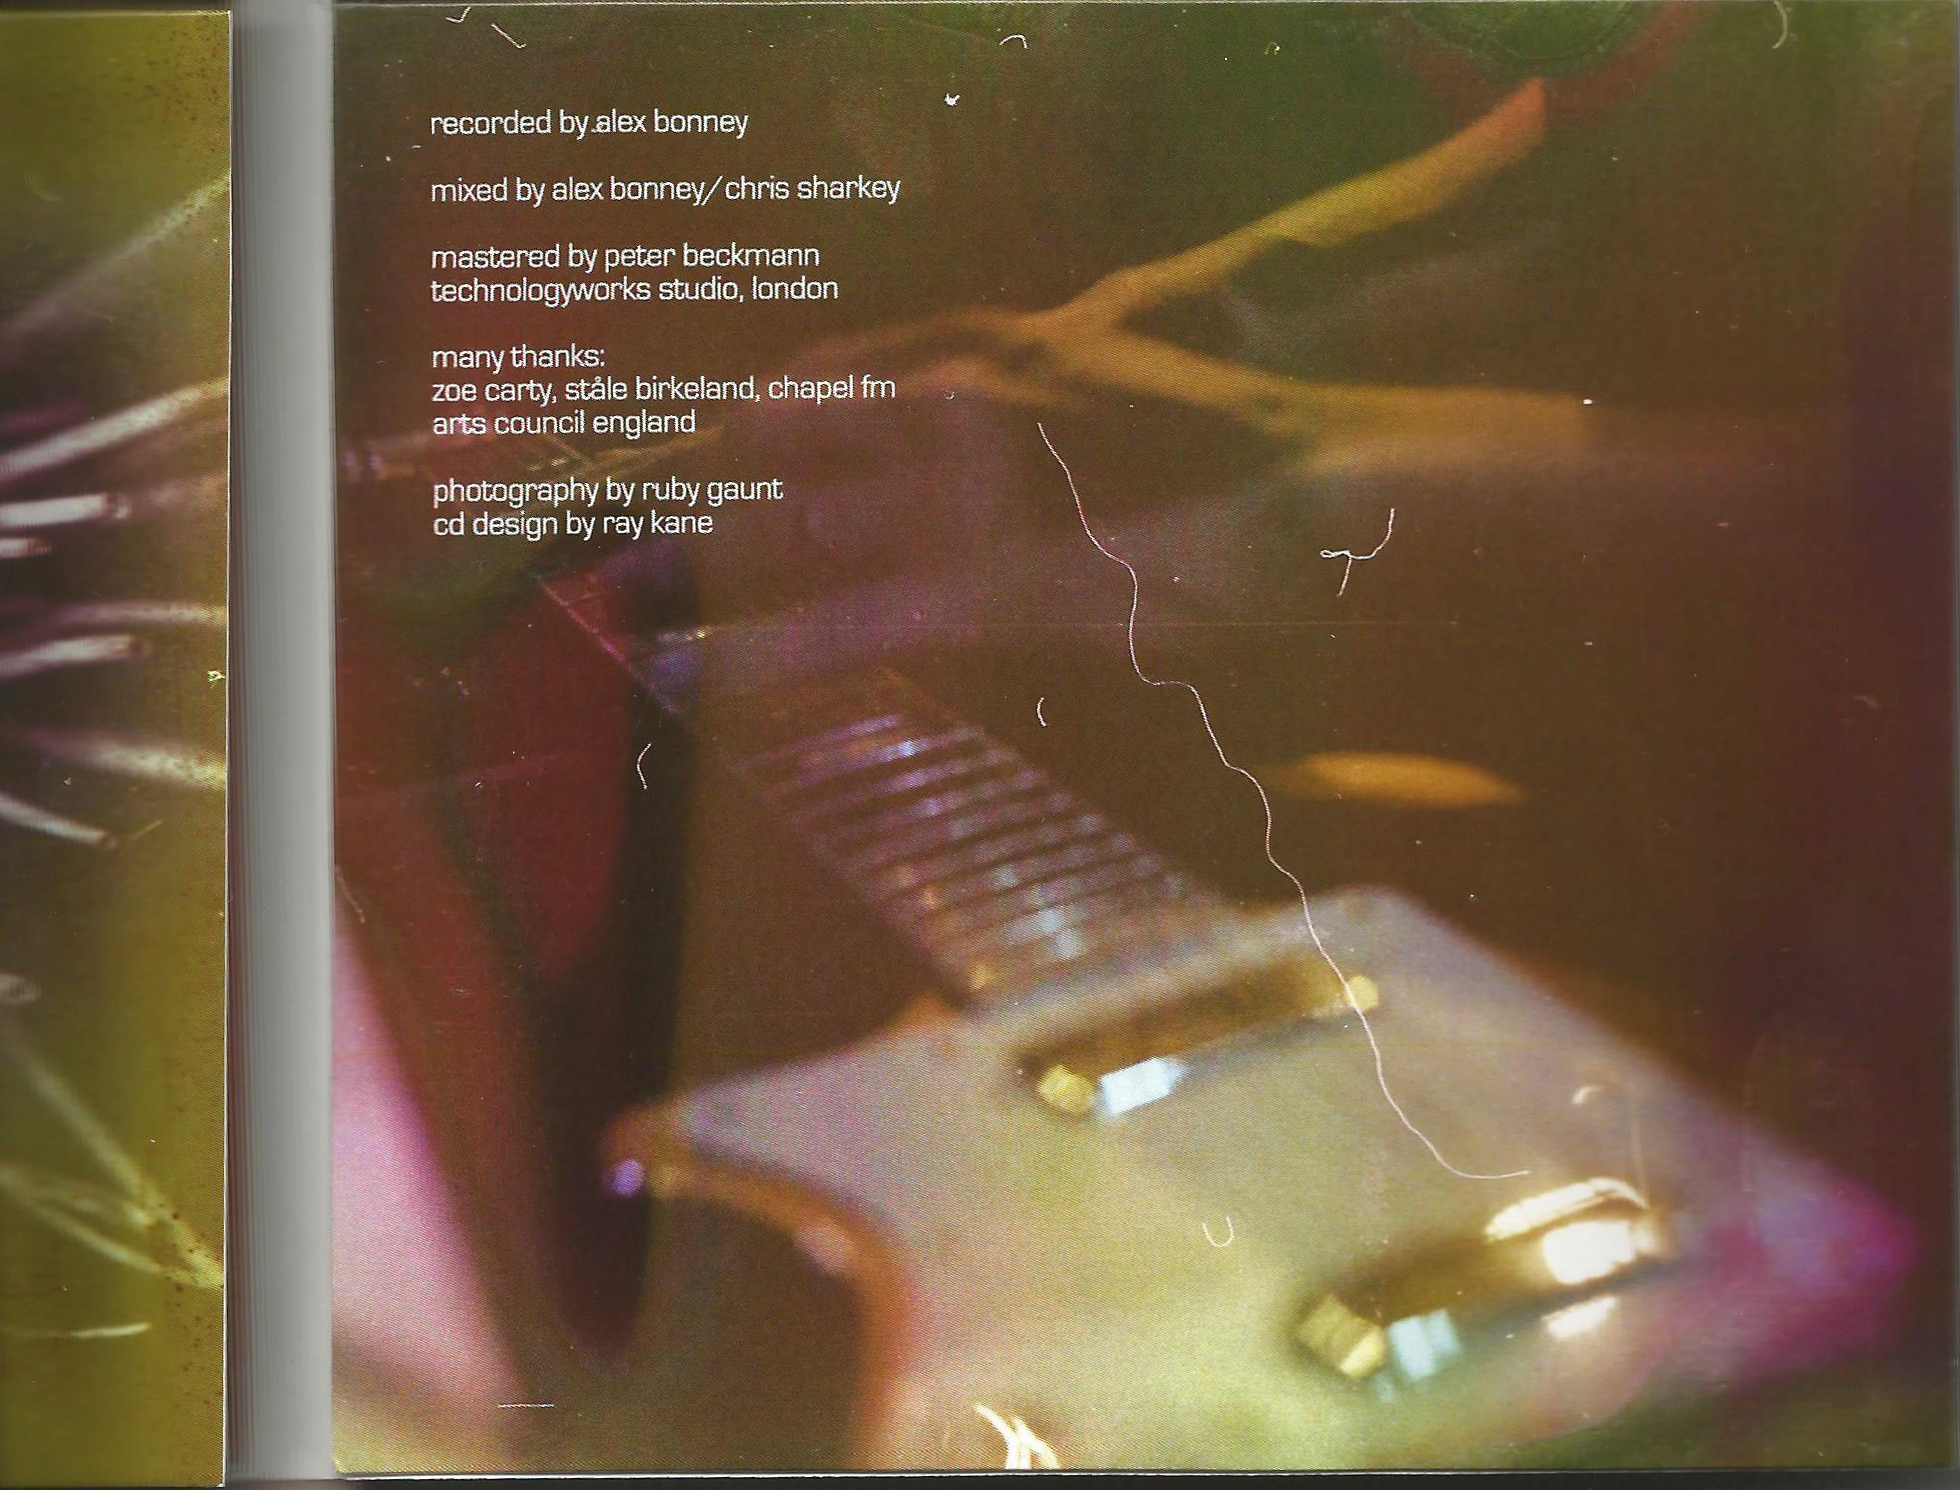 recorded by alex bonney
mixed by alex bonney/chris sharkey
mastered by peter beckmann
technologyworks studio, london
many thanks:
zoe carty, ståle birkeland, chapel fm
arts council england
photography by ruby gaunt
cd design by ray kane